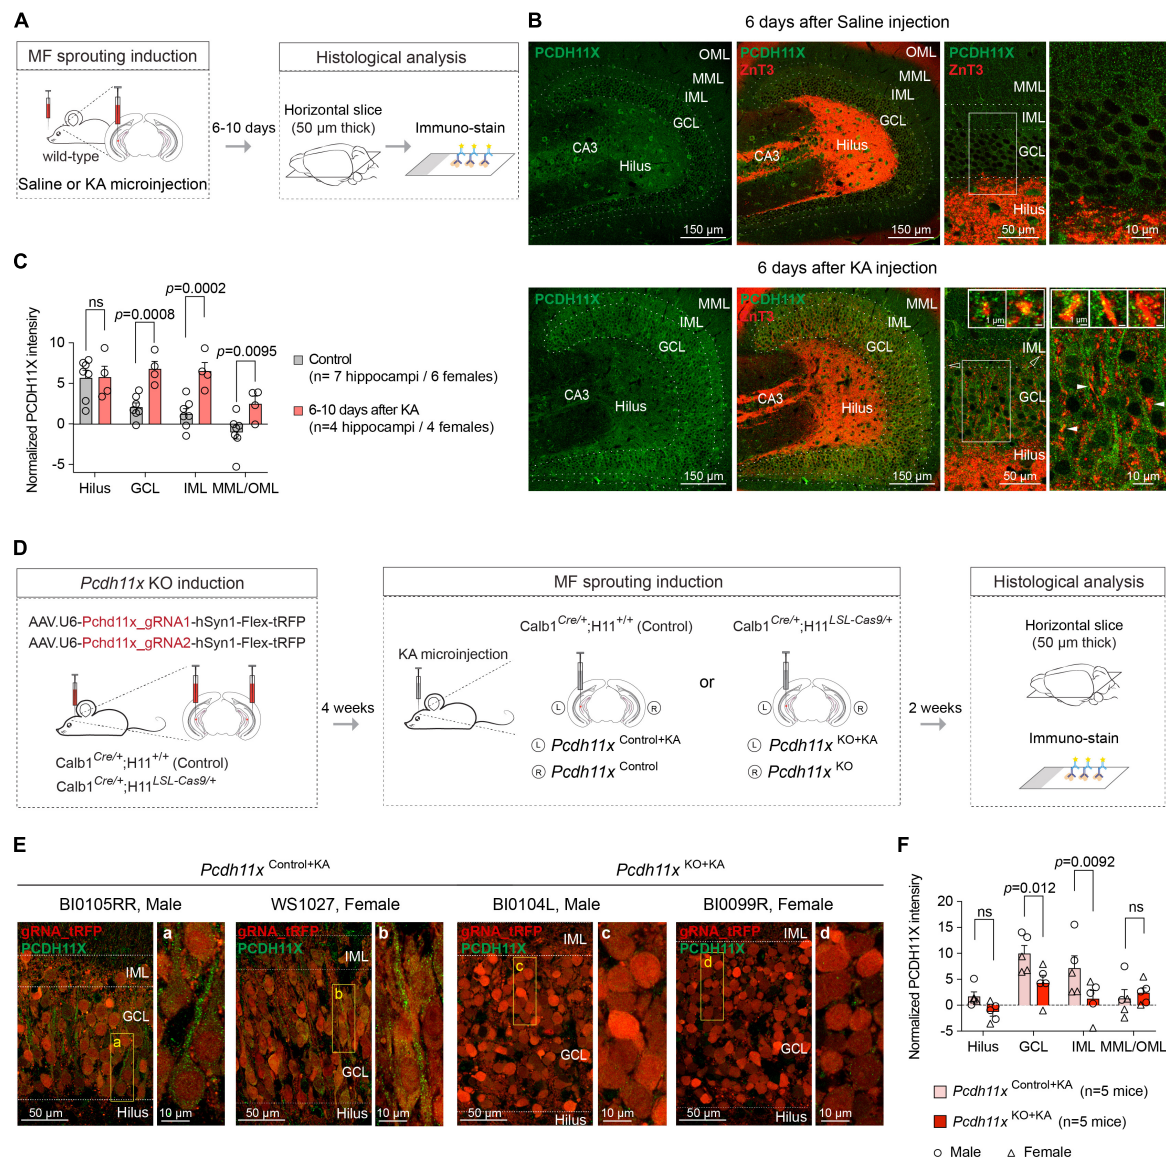 A
MF sprouting induction
wild-type
Saline or KA microinjection
6-10 days
Histological analysis
Horizontal slice
(50 µm thick)
Immuno-stain
B
6 days after Saline injection
PCDH11X
OML
MML
IML
GCL
CA3
Hilus
150 µm
PCDH11X
ZnT3
OML
MML
IML
GCL
CA3
Hilus
150 µm
PCDH11X
ZnT3
MML
IML
GCL
Hilus
50 µm
10 µm
6 days after KA injection
PCDH11X
MML
IML
GCL
CA3
Hilus
150 µm
PCDH11X
ZnT3
MML
IML
GCL
CA3
Hilus
150 µm
1 µm
IML
GCL
Hilus
50 µm
1 µm
10 µm
C
Normalized PCDH11X intensiry
10
5
0
-5
ns
p=0.0008
p=0.0002
p=0.0095
Hilus
GCL
IML
MML/OML
Control
(n= 7 hippocampi / 6 females)
6-10 days after KA
(n=4 hippocampi / 4 females)
D
Pcdh11x KO induction
AAV.U6-Pchd11x_gRNA1-hSyn1-Flex-tRFP
AAV.U6-Pchd11x_gRNA2-hSyn1-Flex-tRFP
Calb1Cre/+;H11+/+ (Control)
Calb1Cre/+;H11LSL-Cas9/+
4 weeks
MF sprouting induction
KA microinjection
Calb1Cre/+;H11+/+ (Control)
L
R
L Pcdh11x Control+KA
R Pcdh11x Control
or
Calb1Cre/+;H11LSL-Cas9/+
L
R
L Pcdh11x KO+KA
R Pcdh11x KO
2 weeks
Histological analysis
Horizontal slice
(50 µm thick)
Immuno-stain
E
Pcdh11x Control+KA
Pcdh11x KO+KA
BI0105RR, Male
WS1027, Female
BI0104L, Male
BI0099R, Female
gRNA_tRFP
PCDH11X
IML
GCL
a
Hilus
50 µm
a
10 µm
gRNA_tRFP
PCDH11X
IML
b
GCL
Hilus
50 µm
b
10 µm
gRNA_tRFP
PCDH11X
IML
c
GCL
Hilus
50 µm
c
10 µm
gRNA_tRFP
PCDH11X
IML
d
GCL
Hilus
50 µm
d
10 µm
F
Normalized PCDH11X intensiry
20
15
10
5
0
-5
ns
p=0.012
p=0.0092
ns
Hilus
GCL
IML
MML/OML
Pcdh11x Control+KA (n=5 mice)
Pcdh11x KO+KA (n=5 mice)
Male
Female